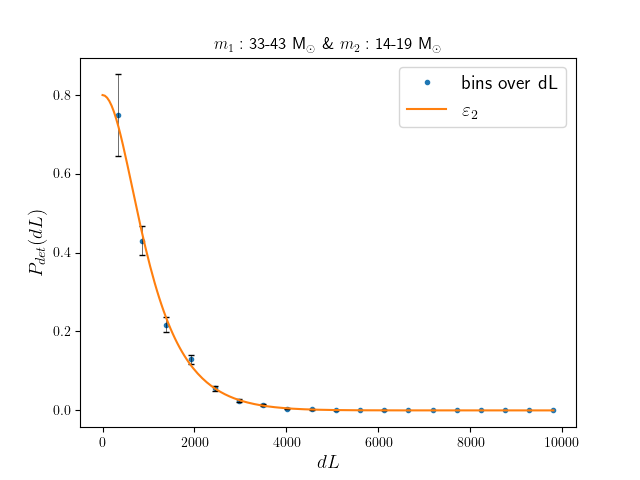 m₁ : 33-43 M⊙ & m₂ : 14-19 M⊙
bins over dL
ε₂
P_det(dL)
0.8
0.6
0.4
0.2
0.0
0 2000 4000 6000 8000 10000
dL